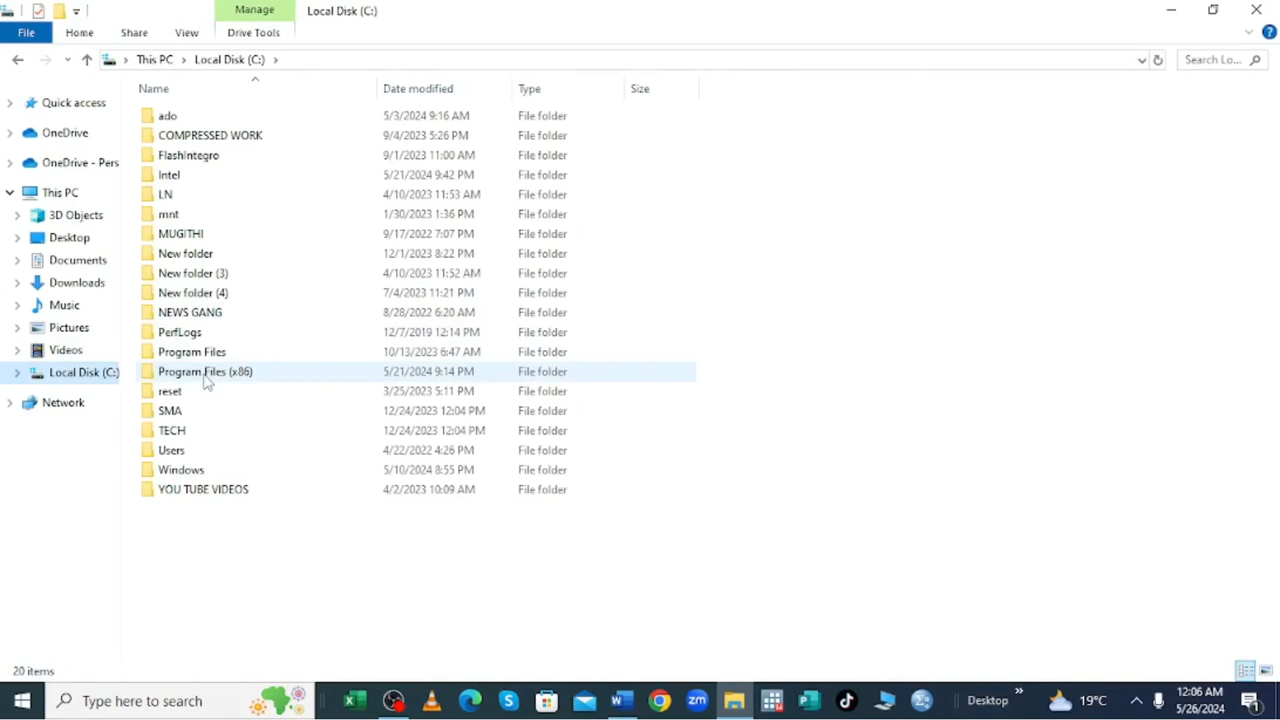 Manage
Local Disk (C:)
File
Home
Share
View
Drive Tools
This PC
Local Disk (C:)
Search Lo...
Name
Date modified
Type
Size
Quick access
OneDrive
OneDrive - Pers
This PC
3D Objects
Desktop
Documents
Downloads
Music
Pictures
Videos
Local Disk (C:)
Network
ado 5/3/2024 9:16 AM File folder
COMPRESSED WORK 9/4/2023 5:26 PM File folder
FlashIntegro 9/1/2023 11:00 AM File folder
Intel 5/21/2024 9:42 PM File folder
LN 4/10/2023 11:53 AM File folder
mnt 1/30/2023 1:36 PM File folder
MUGITHI 9/17/2022 7:07 PM File folder
New folder 12/1/2023 8:22 PM File folder
New folder (3) 4/10/2023 11:52 AM File folder
New folder (4) 7/4/2023 11:21 PM File folder
NEWS GANG 8/28/2022 6:20 AM File folder
PerfLogs 12/7/2019 12:14 PM File folder
Program Files 10/13/2023 6:47 AM File folder
Program Files (x86) 5/21/2024 9:14 PM File folder
reset 3/25/2023 5:11 PM File folder
SMA 12/24/2023 12:04 PM File folder
TECH 12/24/2023 12:04 PM File folder
Users 4/22/2022 4:26 PM File folder
Windows 5/10/2024 8:55 PM File folder
YOU TUBE VIDEOS 4/2/2023 10:09 AM File folder
20 items
Type here to search
Desktop
19°C
12:06 AM
5/26/2024